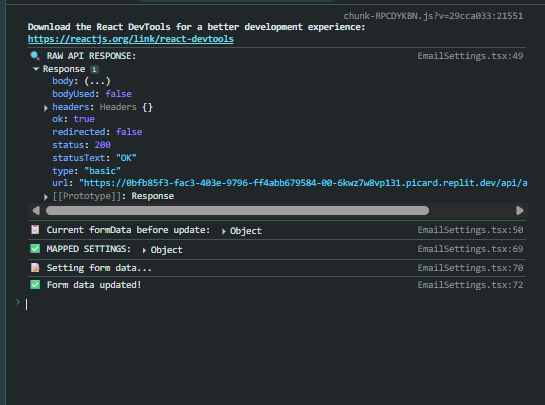 chunk-RPCDYKBN.js?v=29cca033:21551
Download the React DevTools for a better development experience:
https://reactjs.org/link/react-devtools
RAW API RESPONSE: EmailSettings.tsx:49
Response i
body: (...)
bodyUsed: false
headers: Headers {}
ok: true
redirected: false
status: 200
statusText: "OK"
type: "basic"
url: "https://0bfb85f3-fac3-403e-9796-ff4abb679584-00-6kwz7w8vp131.picard.replit.dev/api/a
[[Prototype]]: Response
Current formData before update: Object EmailSettings.tsx:50
MAPPED SETTINGS: Object EmailSettings.tsx:69
Setting form data... EmailSettings.tsx:70
Form data updated! EmailSettings.tsx:72